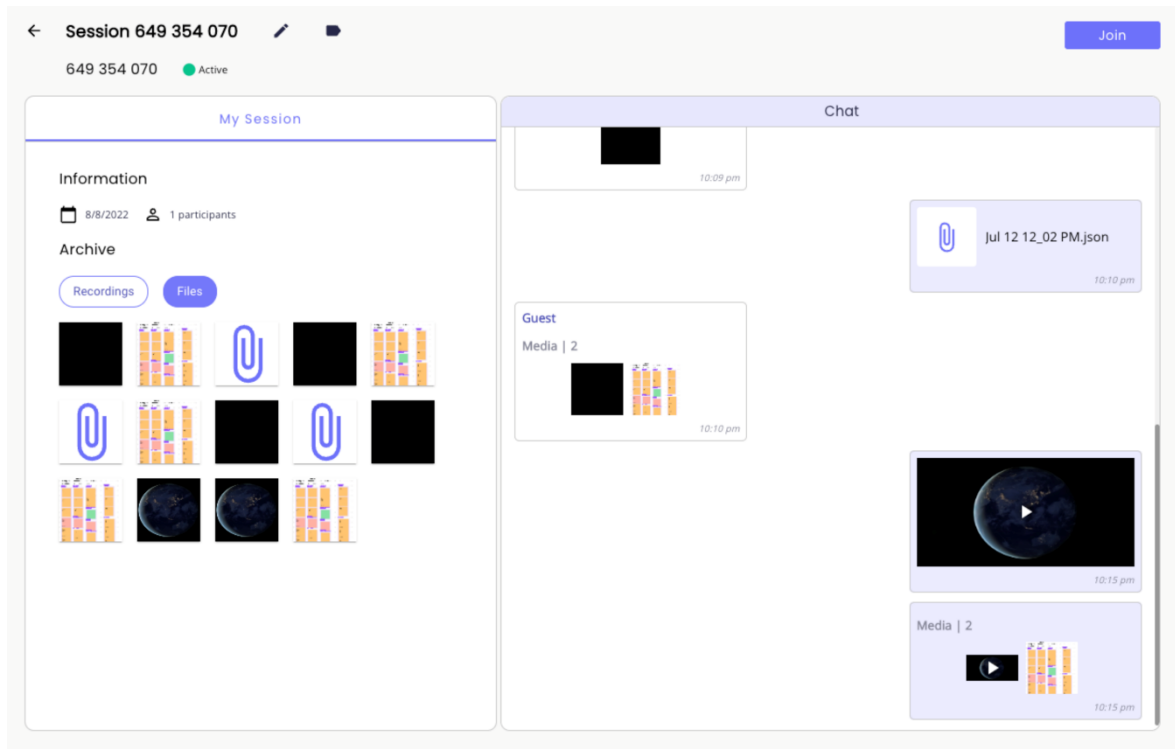 Session 649 354 070
Join
649 354 070
Active
My Session
Information
8/8/2022
1 participants
Archive
Recordings
Files
Chat
10:09 pm
Jul 12 12_02 PM.json
10:10 pm
Guest
Media | 2
10:10 pm
10:15 pm
Media | 2
10:15 pm